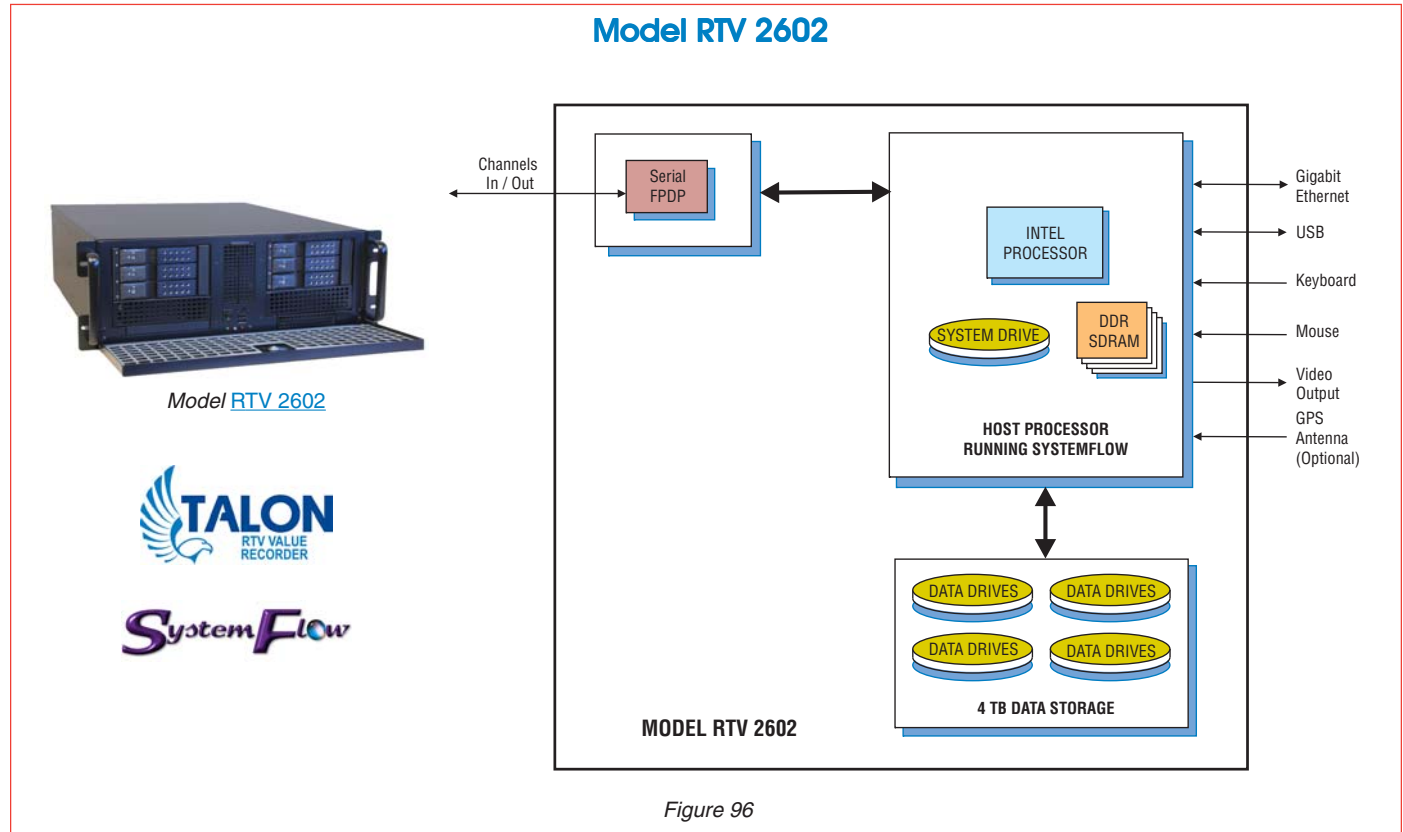 Model RTV 2602
Channels
In / Out
Serial
FPDP
INTEL
PROCESSOR
SYSTEM DRIVE
DDR
SDRAM
HOST PROCESSOR
RUNNING SYSTEMFLOW
Gigabit
Ethernet
USB
Keyboard
Mouse
Video
Output
GPS
Antenna
(Optional)
Model RTV 2602
TALON
RTV VALUE
RECORDER
SystemFlow
DATA DRIVES
DATA DRIVES
DATA DRIVES
DATA DRIVES
4 TB DATA STORAGE
MODEL RTV 2602
Figure 96